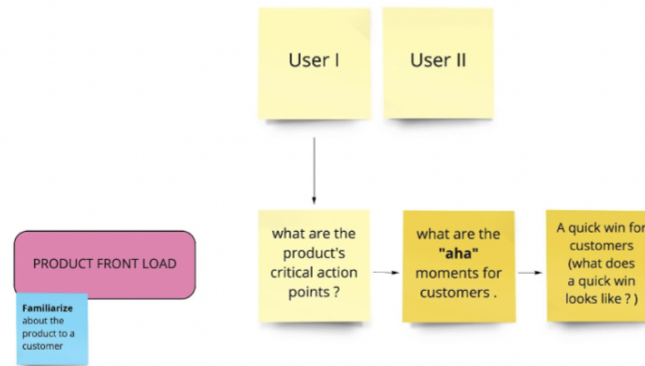 User I
User II
what are the
product's
critical action
points ?
what are the
"aha"
moments for
customers .
A quick win for
customers
(what does
a quick win
looks like ? )
PRODUCT FRONT LOAD
Familiarize
about the
product to a
customer